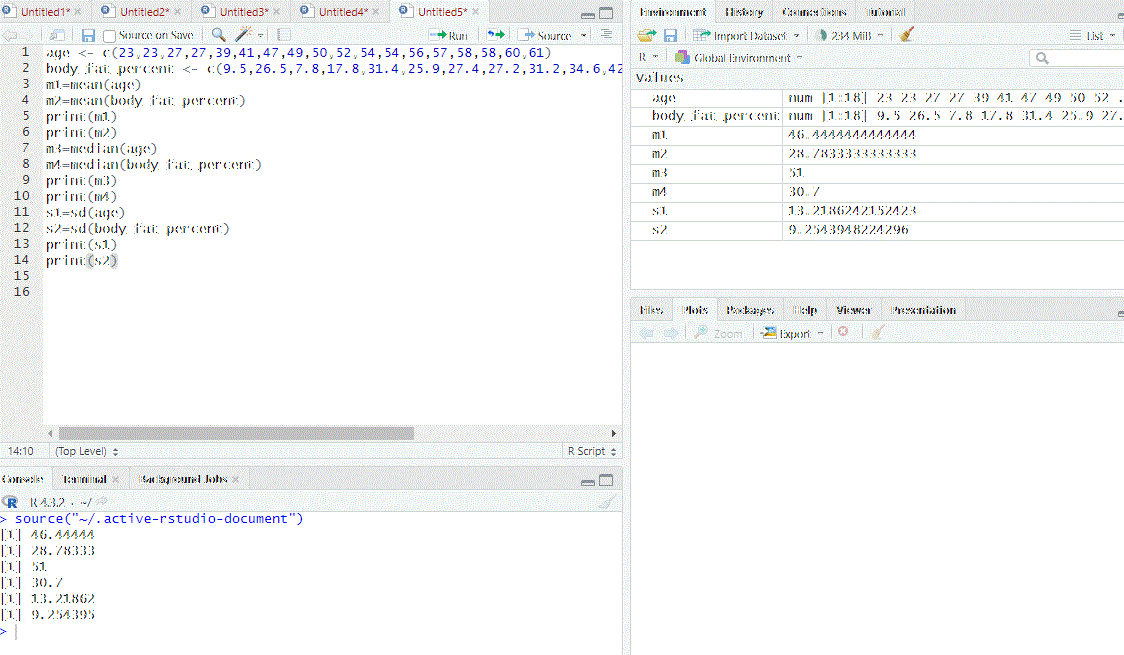 Untitled1* × Untitled2* × Untitled3* × Untitled4* × Untitled5* ×
Source on Save Run Source
1 age <- c(23,23,27,27,39,41,47,49,50,52,54,54,56,57,58,58,60,61)
2 body_fat_percent <- c(9.5,26.5,7.8,17.8,31.4,25.9,27.4,27.2,31.2,34.6,42
3 m1=mean(age)
4 m2=mean(body_fat_percent)
5 print(m1)
6 print(m2)
7 m3=median(age)
8 m4=median(body_fat_percent)
9 print(m3)
10 print(m4)
11 s1=sd(age)
12 s2=sd(body_fat_percent)
13 print(s1)
14 print(s2)
15
16
14:10 (Top Level) R Script
Console Terminal × Background Jobs ×
R 4.3.2 · ~/
> source("~/.active-rstudio-document")
[1] 46.44444
[1] 28.78333
[1] 51
[1] 30.7
[1] 13.21862
[1] 9.254395
>
Environment History Connections Tutorial
Import Dataset 234 MiB List
R Global Environment
Values
age num [1:18] 23 23 27 27 39 41 47 49 50 52 .
body_fat_percent num [1:18] 9.5 26.5 7.8 17.8 31.4 25.9 27.
m1 46.4444444444444
m2 28.7833333333333
m3 51
m4 30.7
s1 13.2186242152423
s2 9.2543948224296
Files Plots Packages Help Viewer Presentation
Zoom Export